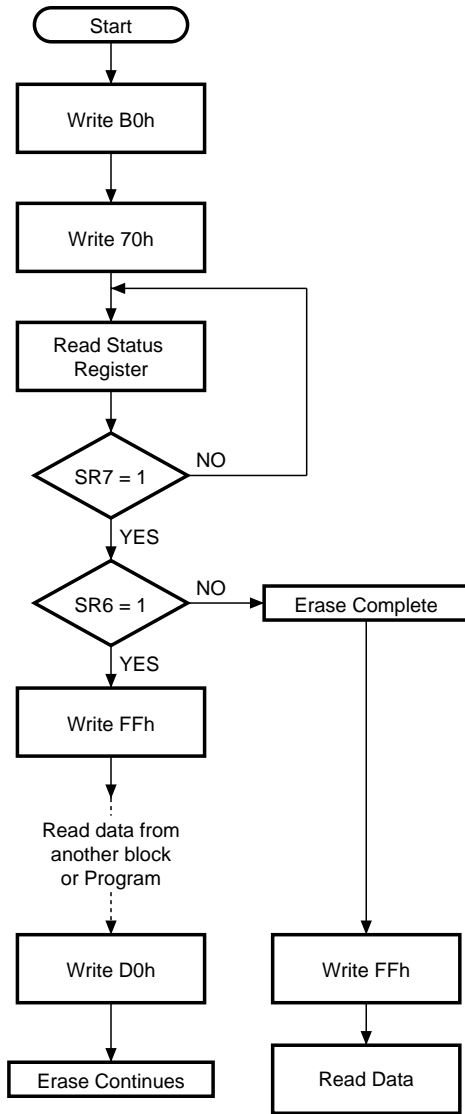 Start
Write B0h
Write 70h
Read Status
Register
SR7 = 1
NO
YES
SR6 = 1
NO
Erase Complete
YES
Write FFh
Read data from
another block
or Program
Write D0h
Write FFh
Erase Continues
Read Data